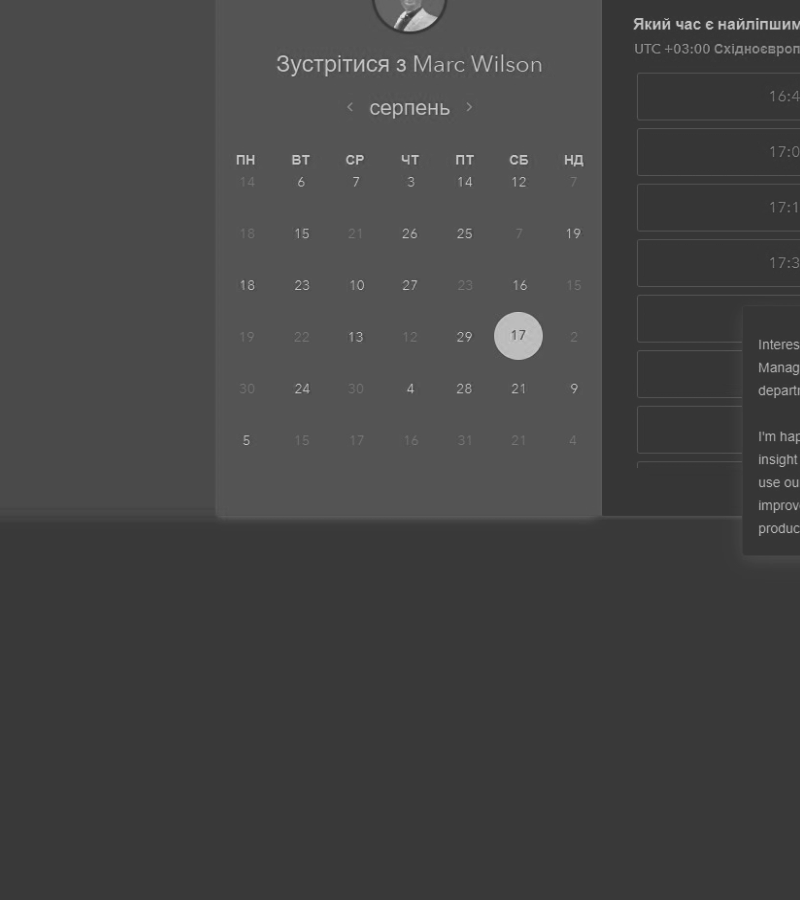 Зустрітися з Marc Wilson
серпень
ПН ВТ СР ЧТ ПТ СБ НД
14 6 7 3 14 12 7
18 15 21 26 25 7 19
18 23 10 27 23 16 15
19 22 13 12 29 17 2
30 24 30 4 28 21 9
5 15 17 16 31 21 4
Який час є найліпшим
UTC +03:00 Східноєвроп
16:4
17:0
17:1
17:3
Interes
Manag
departr
I'm hap
insight
use ou
improve
produc